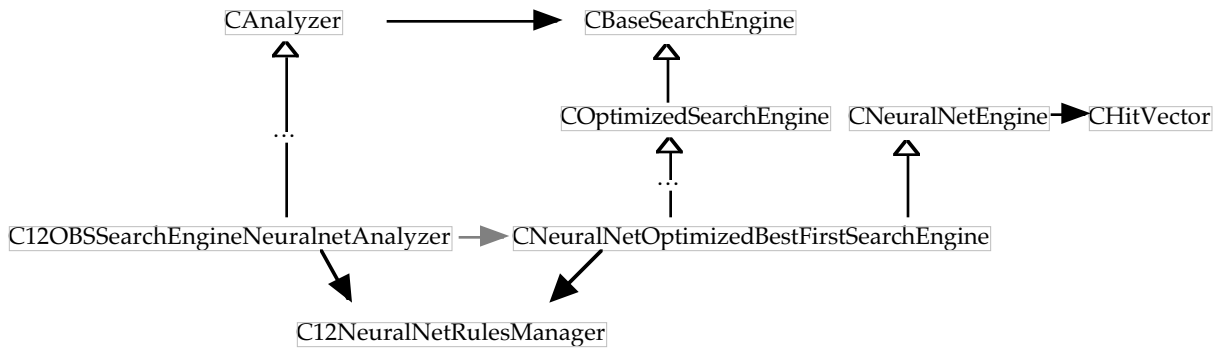 CAnalyzer
CBaseSearchEngine
COptimizedSearchEngine
CNeuralNetEngine
CHitVector
...
...
C12OBSSearchEngineNeuralnetAnalyzer
CNeuralNetOptimizedBestFirstSearchEngine
C12NeuralNetRulesManager